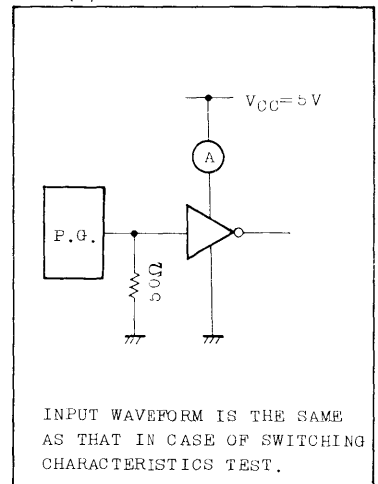 VCC=5V
A
P.G.
50Ω
INPUT WAVEFORM IS THE SAME
AS THAT IN CASE OF SWITCHING
CHARACTERISTICS TEST.